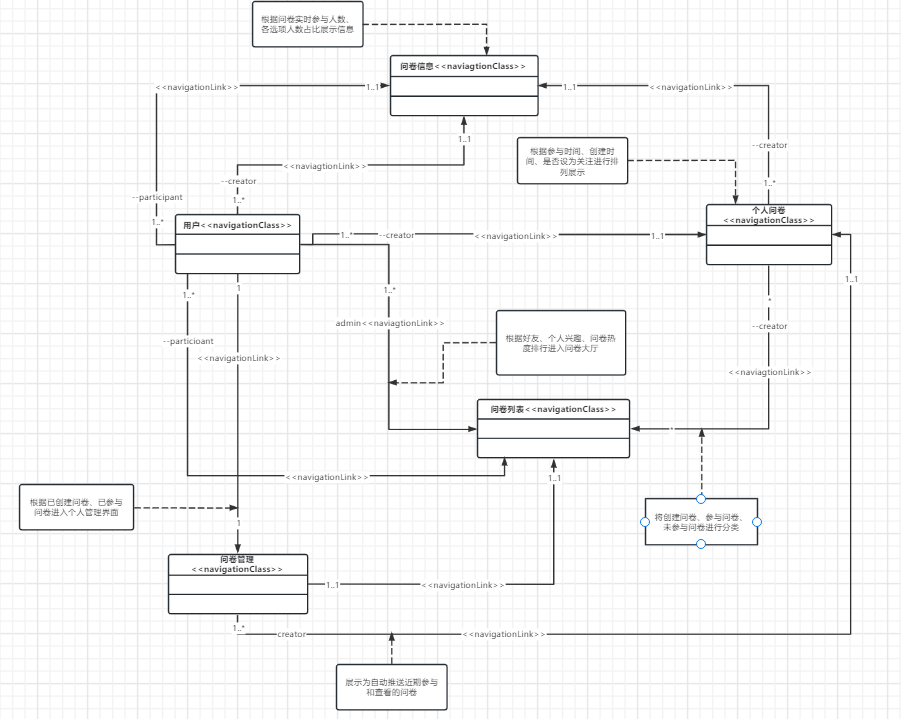 根据问卷实时参与人数、
各选项人数占比展示信息
问卷信息<<naviagtionClass>>
<<navigationLink>>
1..1
1..1
<<navigationLink>>
1..1
根据参与时间、创建时
间、是否设为关注进行排
列展示
--creator
<<naviagtionLink>>
--creator
1..*
--participant
1..*
1..*
个人问卷
<<navigationClass>>
用户<<navigationClass>>
1..*
--creator
<<navigationLink>>
1..1
1..1
1
1..*
1..*
*
admin<<naviagtionLink>>
--creator
--particioant
根据好友、个人兴趣、问卷热
度排行进入问卷大厅
<<navigationLink>>
<<naviagtionLink>>
问卷列表<<navigationClass>>
*
<<navigationLink>>
1..1
根据已创建问卷、已参与
问卷进入个人管理界面
将创建问卷、参与问卷、
未参与问卷进行分类
1
问卷管理
<<navigationClass>>
1..1
<<navigationLink>>
1..*
creator
<<navigationLink>>
展示为自动推送近期参与
和查看的问卷